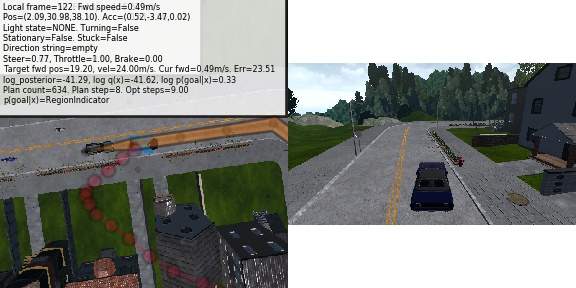 Local frame=122. Fwd speed=0.49m/s
Pos=(2.09,30.98,38.10). Acc=(0.52,-3.47,0.02)
Light state=NONE. Turning=False
Stationary=False. Stuck=False
Direction string=empty
Steer=0.77, Throttle=1.00, Brake=0.00
Target fwd pos=19.20, vel=24.00m/s. Cur fwd=0.49m/s. Err=23.51
log_posterior=-41.29, log q(x)=-41.62, log p(goal|x)=0.33
Plan count=634. Plan step=8. Opt steps=9.00
p(goal|x)=RegionIndicator